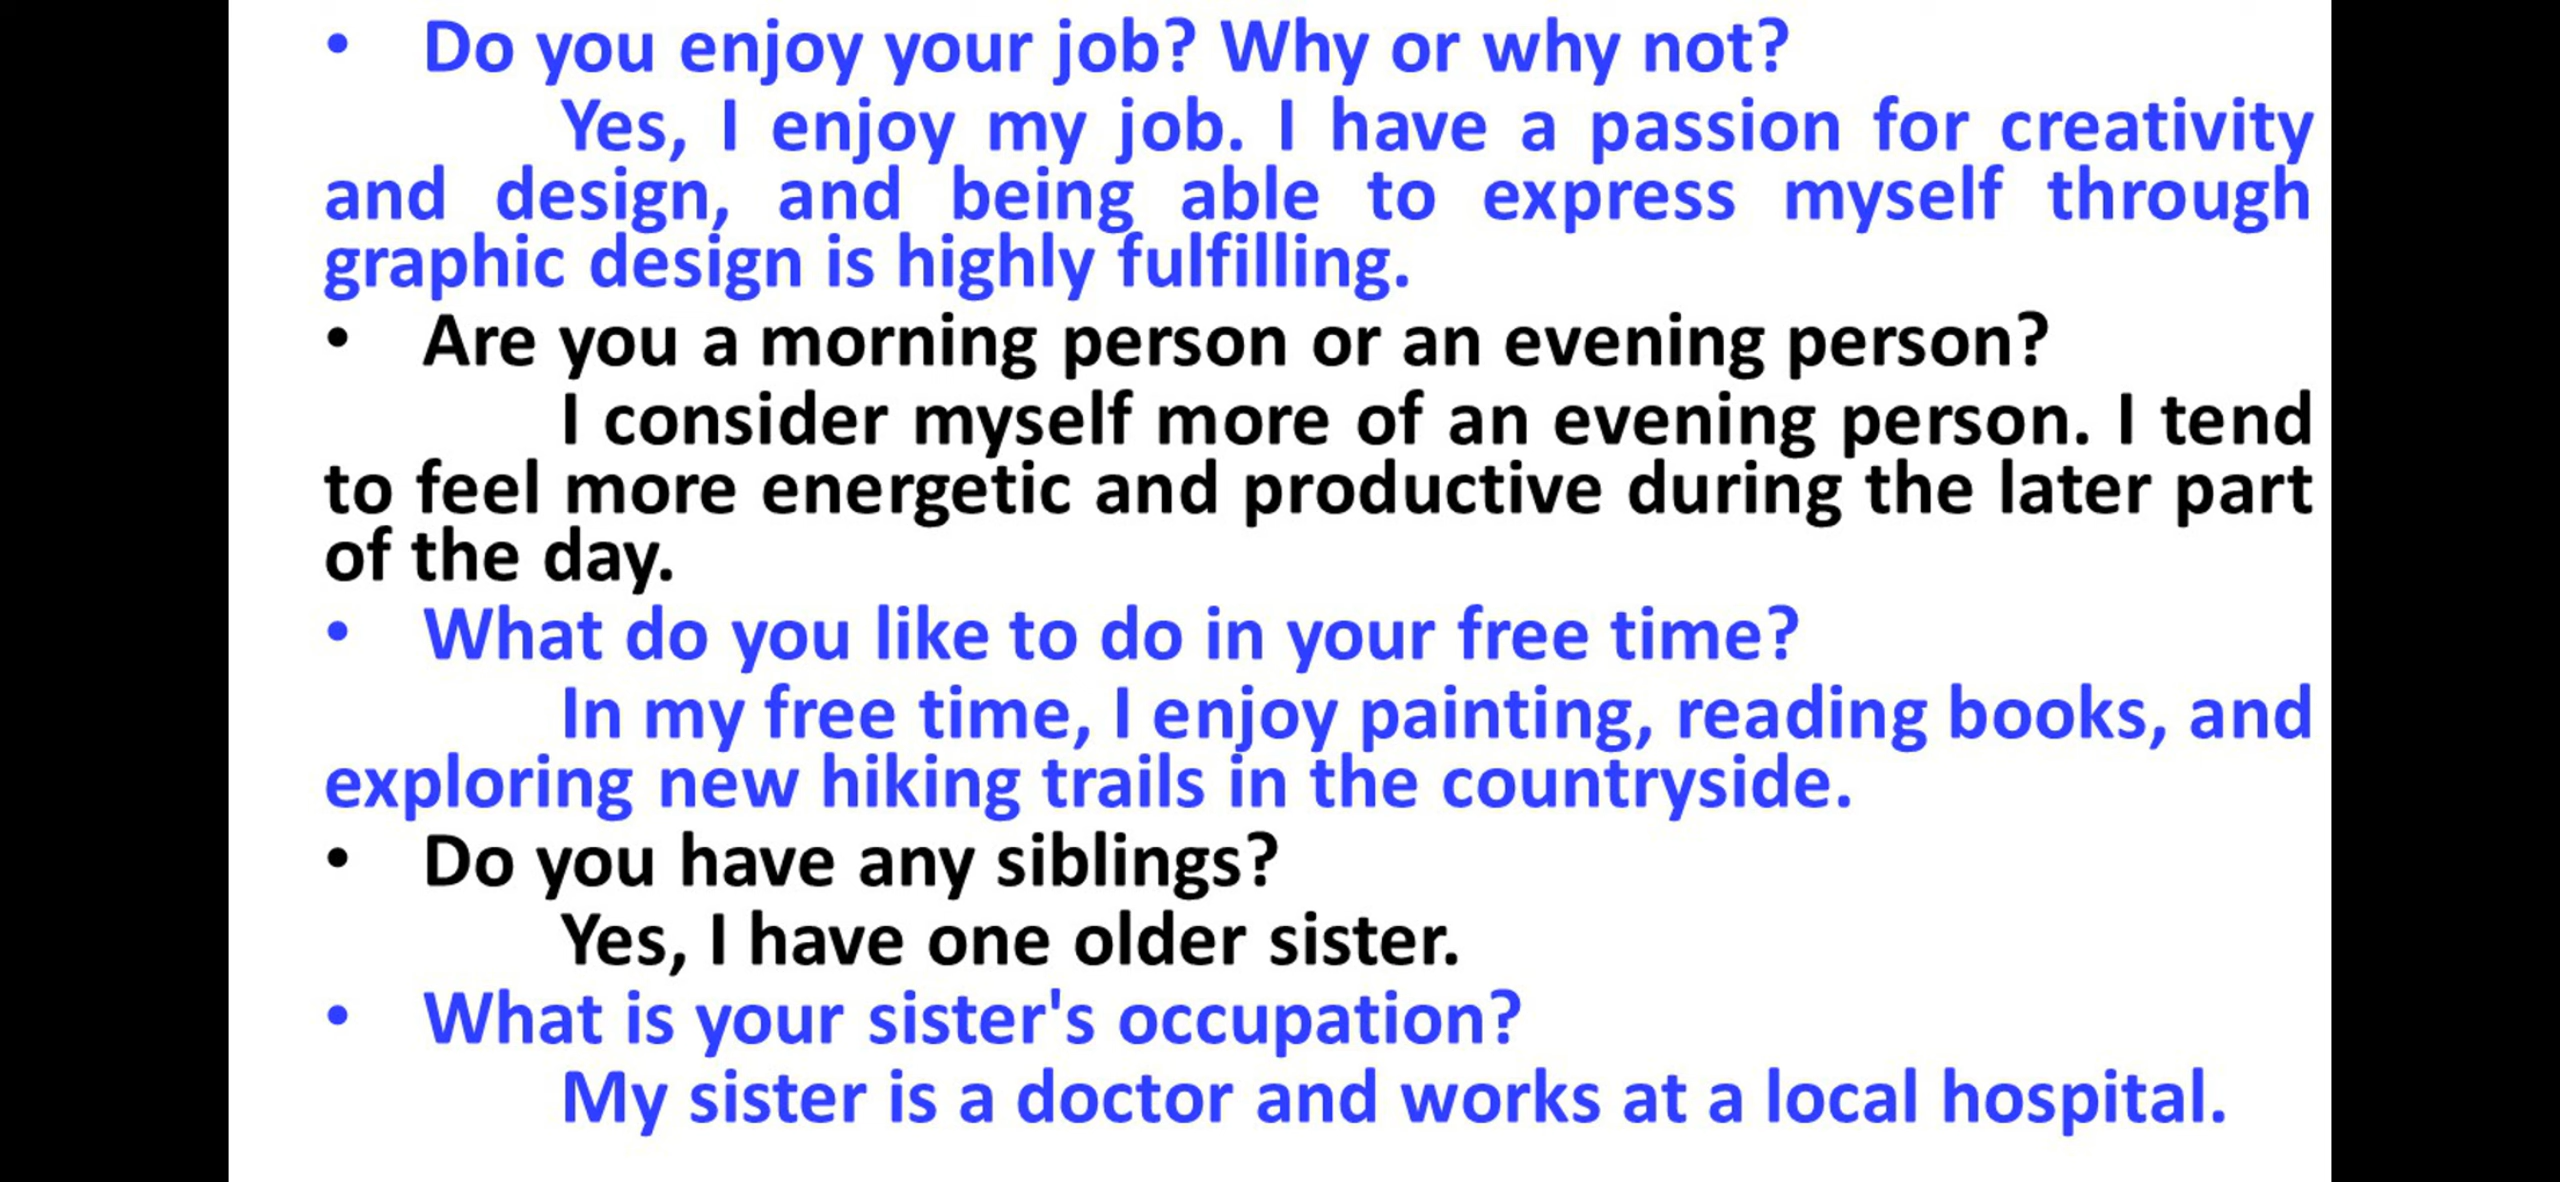 • Do you enjoy your job? Why or why not?
Yes, I enjoy my job. I have a passion for creativity
and design, and being able to express myself through
graphic design is highly fulfilling.
• Are you a morning person or an evening person?
I consider myself more of an evening person. I tend
to feel more energetic and productive during the later part
of the day.
• What do you like to do in your free time?
In my free time, I enjoy painting, reading books, and
exploring new hiking trails in the countryside.
• Do you have any siblings?
Yes, I have one older sister.
• What is your sister's occupation?
My sister is a doctor and works at a local hospital.